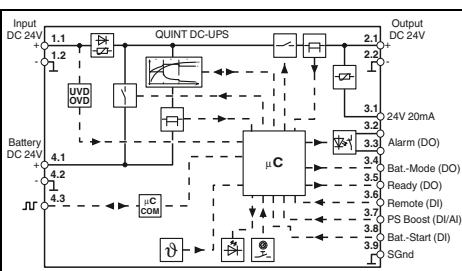 Input
DC 24V
+ 1.1
- 1.2
QUINT DC-UPS
Output
DC 24V
2.1 +
2.2 -
UVD
OVD
3.1 24V 20mA
3.2
3.3 Alarm (DO)
3.4 Bat.-Mode (DO)
3.5 Ready (DO)
3.6 Remote (DI)
3.7 PS Boost (DI/AI)
3.8 Bat.-Start (DI)
3.9 SGnd
Battery
DC 24V
+ 4.1
- 4.2
4.3
µC
COM
µC
ϑ